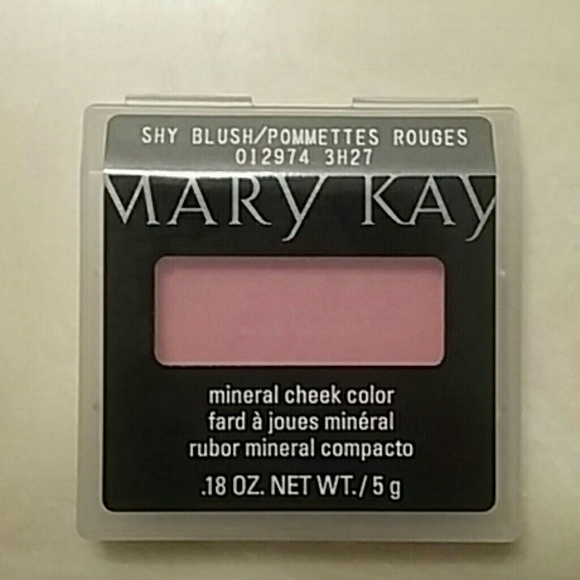 SHY BLUSH/POMMETTES ROUGES
012974 3H27
MARY KAY
mineral cheek color
fard à joues minéral
rubor mineral compacto
.18 OZ. NET WT./5 g